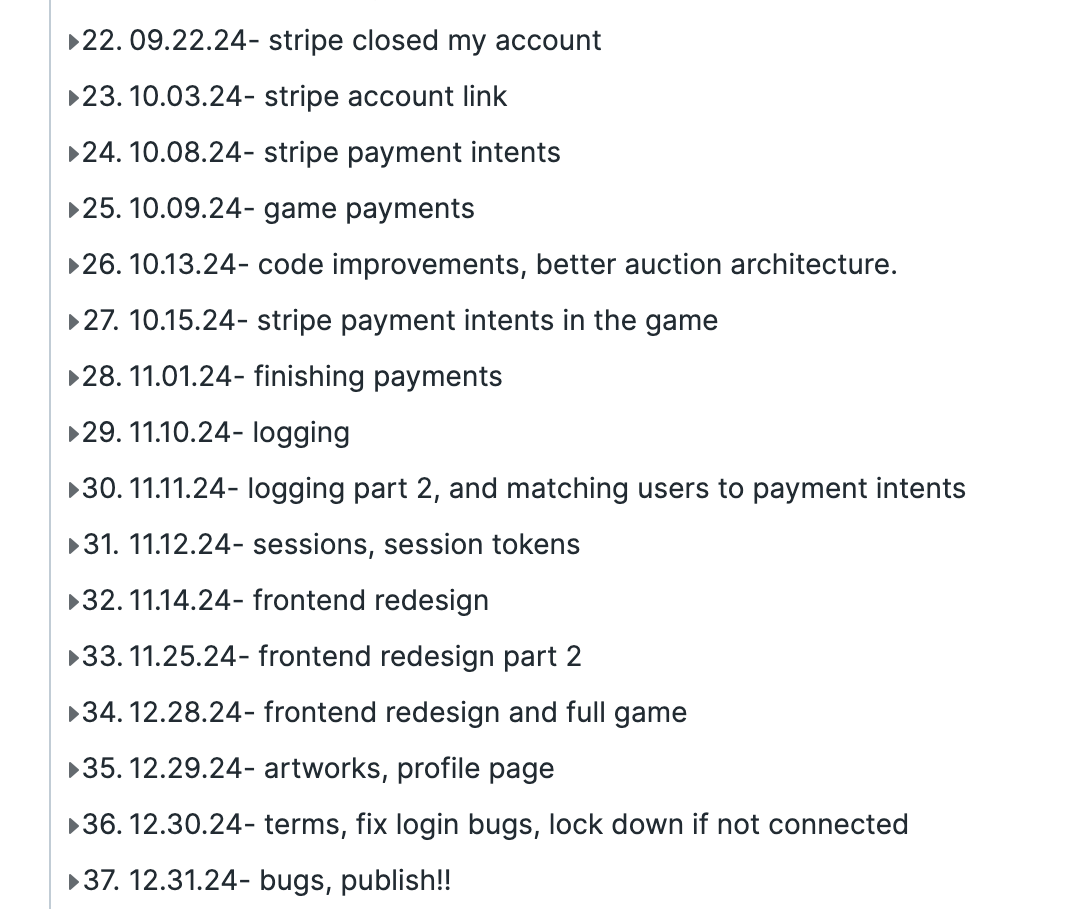 22. 09.22.24- stripe closed my account
23. 10.03.24- stripe account link
24. 10.08.24- stripe payment intents
25. 10.09.24- game payments
26. 10.13.24- code improvements, better auction architecture.
27. 10.15.24- stripe payment intents in the game
28. 11.01.24- finishing payments
29. 11.10.24- logging
30. 11.11.24- logging part 2, and matching users to payment intents
31. 11.12.24- sessions, session tokens
32. 11.14.24- frontend redesign
33. 11.25.24- frontend redesign part 2
34. 12.28.24- frontend redesign and full game
35. 12.29.24- artworks, profile page
36. 12.30.24- terms, fix login bugs, lock down if not connected
37. 12.31.24- bugs, publish!!